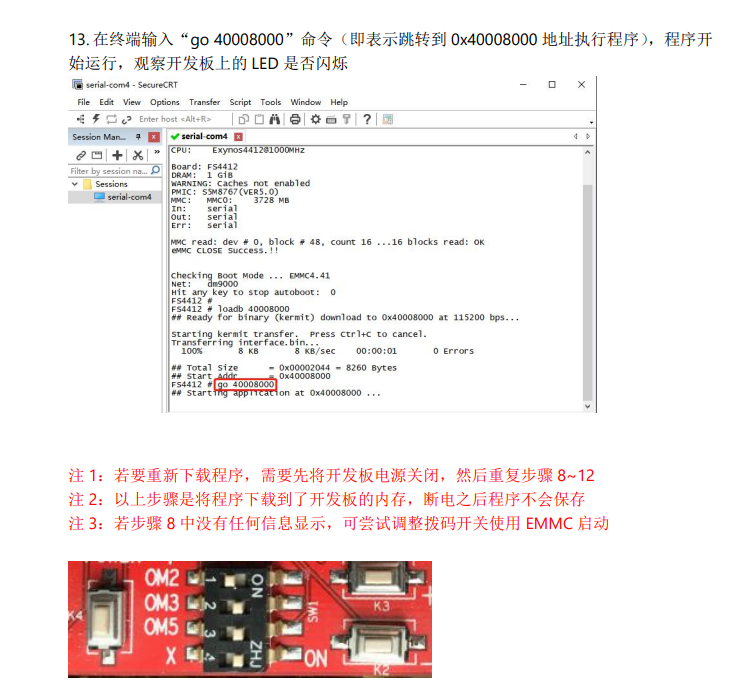 13. 在终端输入“go 40008000”命令（即表示跳转到 0x40008000 地址执行程序），程序开
始运行，观察开发板上的 LED 是否闪烁
serial-com4 - SecureCRT
File Edit View Options Transfer Script Tools Window Help
Enter host <Alt+R>
Session Man...
serial-com4
Filter by session na...
Sessions
serial-com4
CPU: Exynos4412@1000MHz
Board: FS4412
DRAM: 1 GiB
WARNING: Caches not enabled
PMIC: S5M8767(VER5.0)
MMC: MMC0: 3728 MB
In: serial
Out: serial
Err: serial
MMC read: dev # 0, block # 48, count 16 ...16 blocks read: OK
eMMC CLOSE Success.!!
Checking Boot Mode ... EMMC4.41
Net: dm9000
Hit any key to stop autoboot: 0
FS4412 #
FS4412 # loadb 40008000
## Ready for binary (kermit) download to 0x40008000 at 115200 bps...
Starting kermit transfer. Press Ctrl+C to cancel.
Transferring interface.bin...
100% 8 KB 8 KB/sec 00:00:01 0 Errors
## Total Size = 0x00002044 = 8260 Bytes
## Start Addr = 0x40008000
FS4412 # go 40008000
## Starting application at 0x40008000 ...
注 1：若要重新下载程序，需要先将开发板电源关闭，然后重复步骤 8~12
注 2：以上步骤是将程序下载到了开发板的内存，断电之后程序不会保存
注 3：若步骤 8 中没有任何信息显示，可尝试调整拨码开关使用 EMMC 启动
OM2 1 ON
OM3 2 SW1 K3
K4
OM5 3
X 4 ZHJ ON
K2